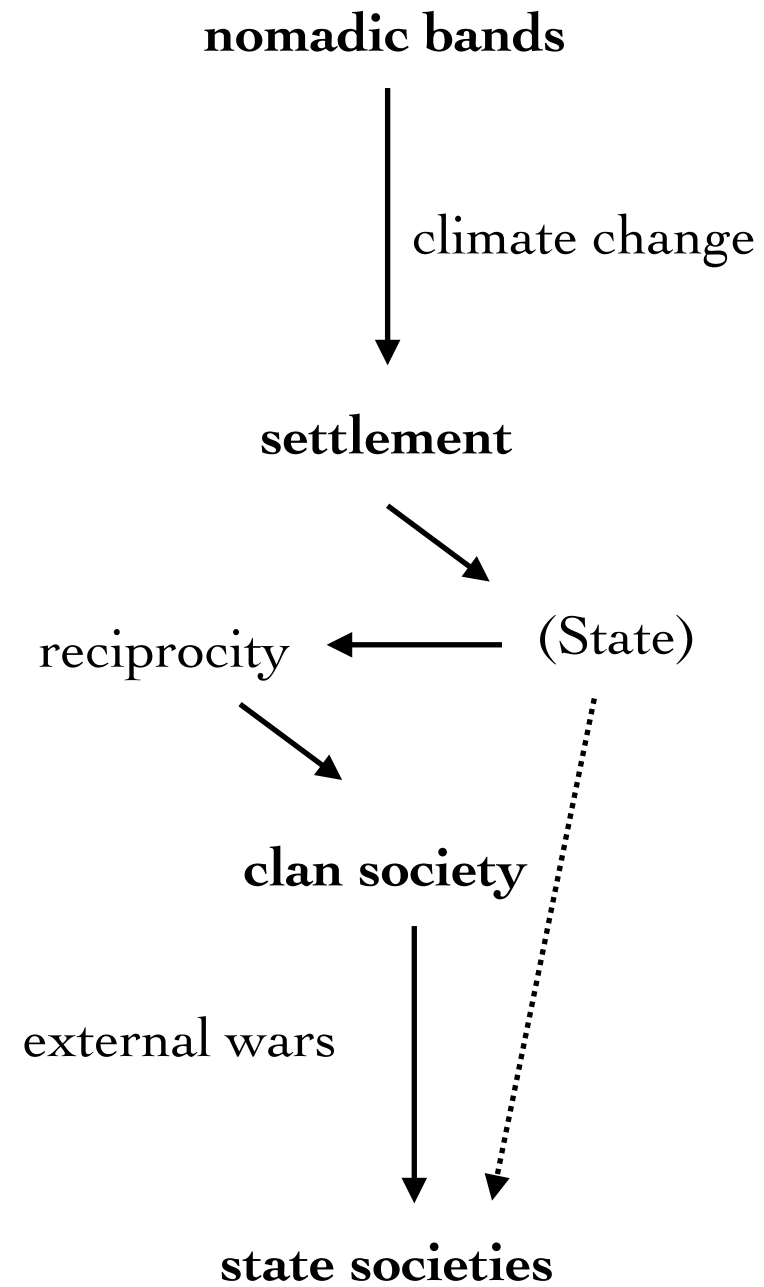 nomadic bands
climate change
settlement
(State)
reciprocity
clan society
external wars
state societies